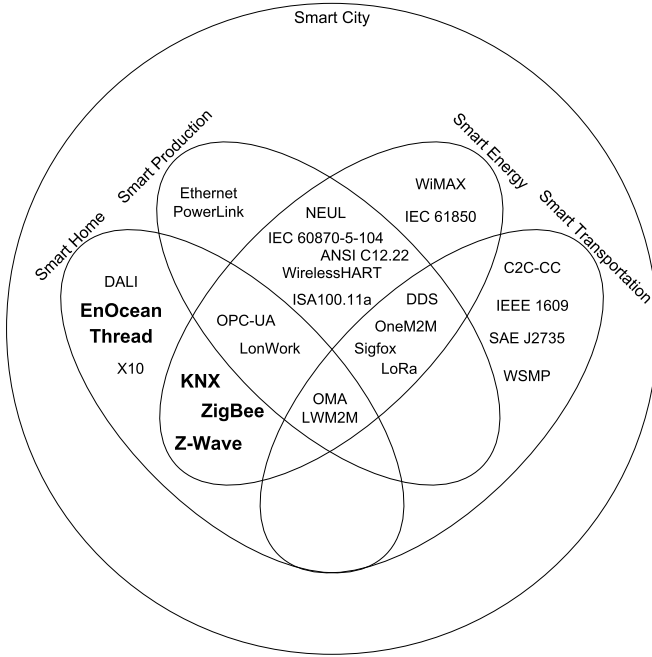 Smart City
Smart Production
Smart Energy
Smart Home
Smart Transportation
Ethernet
PowerLink
WiMAX
IEC 61850
NEUL
IEC 60870-5-104
ANSI C12.22
WirelessHART
ISA100.11a
DALI
EnOcean
Thread
X10
C2C-CC
IEEE 1609
SAE J2735
WSMP
OPC-UA
LonWork
DDS
OneM2M
Sigfox
LoRa
KNX
ZigBee
Z-Wave
OMA
LWM2M